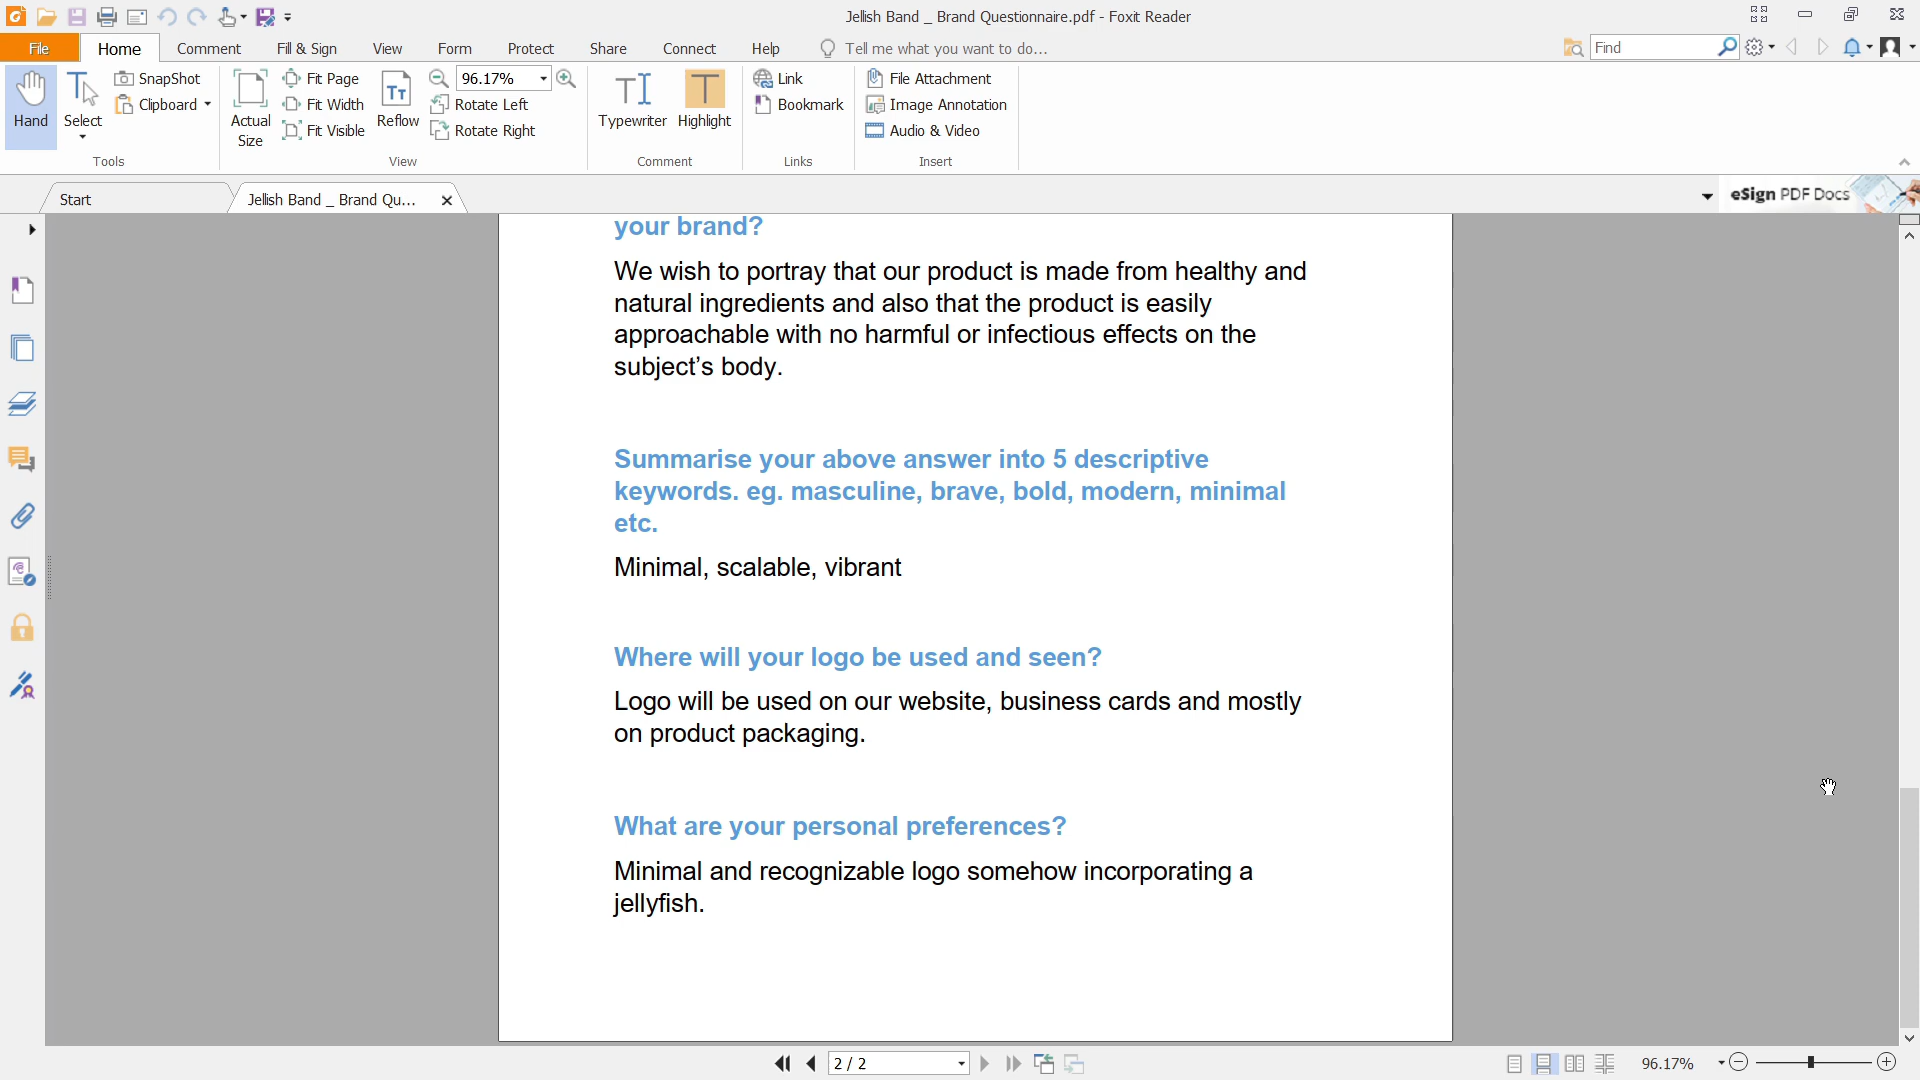 Jellish Band _ Brand Questionnaire.pdf - Foxit Reader
File Home Comment Fill & Sign View Form Protect Share Connect Help Tell me what you want to do... Find
Hand
Select
SnapShot
Clipboard
Tools
Actual
Size
Fit Page
Fit Width
Fit Visible
Reflow
96.17%
Rotate Left
Rotate Right
View
Typewriter
Highlight
Comment
Link
Bookmark
Links
File Attachment
Image Annotation
Audio & Video
Insert
Start
Jellish Band _ Brand Qu...
eSign PDF Docs
your brand?
We wish to portray that our product is made from healthy and
natural ingredients and also that the product is easily
approachable with no harmful or infectious effects on the
subject's body.
Summarise your above answer into 5 descriptive
keywords. eg. masculine, brave, bold, modern, minimal
etc.
Minimal, scalable, vibrant
Where will your logo be used and seen?
Logo will be used on our website, business cards and mostly
on product packaging.
What are your personal preferences?
Minimal and recognizable logo somehow incorporating a
jellyfish.
2 / 2
96.17%